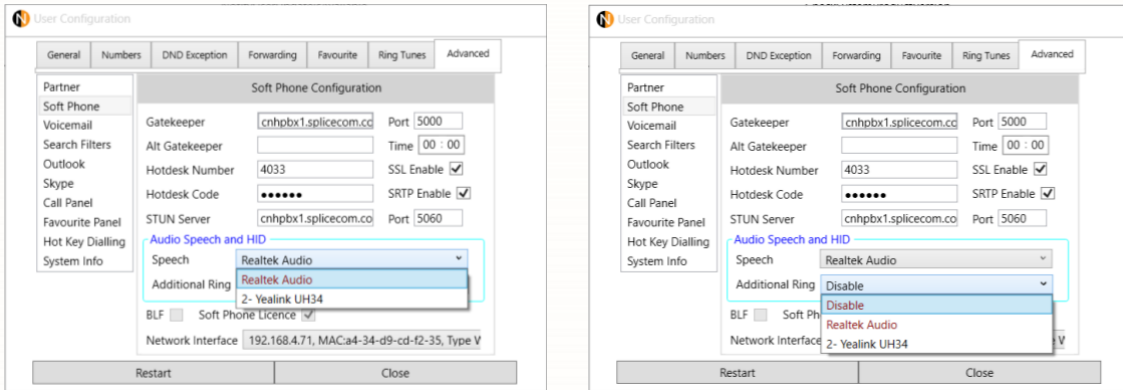 User Configuration
General Numbers DND Exception Forwarding Favourite Ring Tunes Advanced
Partner
Soft Phone
Voicemail
Search Filters
Outlook
Skype
Call Panel
Favourite Panel
Hot Key Dialling
System Info
Soft Phone Configuration
Gatekeeper cnhpbx1.splicecom.cc Port 5000
Alt Gatekeeper Time 00 : 00
Hotdesk Number 4033 SSL Enable
Hotdesk Code •••••• SRTP Enable
STUN Server cnhpbx1.splicecom.co Port 5060
Audio Speech and HID
Speech Realtek Audio
Realtek Audio
Additional Ring
2- Yealink UH34
BLF Soft Phone Licence
Network Interface 192.168.4.71, MAC:a4-34-d9-cd-f2-35, Type V
Restart Close
User Configuration
General Numbers DND Exception Forwarding Favourite Ring Tunes Advanced
Partner
Soft Phone
Voicemail
Search Filters
Outlook
Skype
Call Panel
Favourite Panel
Hot Key Dialling
System Info
Soft Phone Configuration
Gatekeeper cnhpbx1.splicecom.cc Port 5000
Alt Gatekeeper Time 00 : 00
Hotdesk Number 4033 SSL Enable
Hotdesk Code •••••• SRTP Enable
STUN Server cnhpbx1.splicecom.co Port 5060
Audio Speech and HID
Speech Realtek Audio
Additional Ring Disable
Disable
BLF Soft Ph
Realtek Audio
Network Interface
2- Yealink UH34
Restart Close